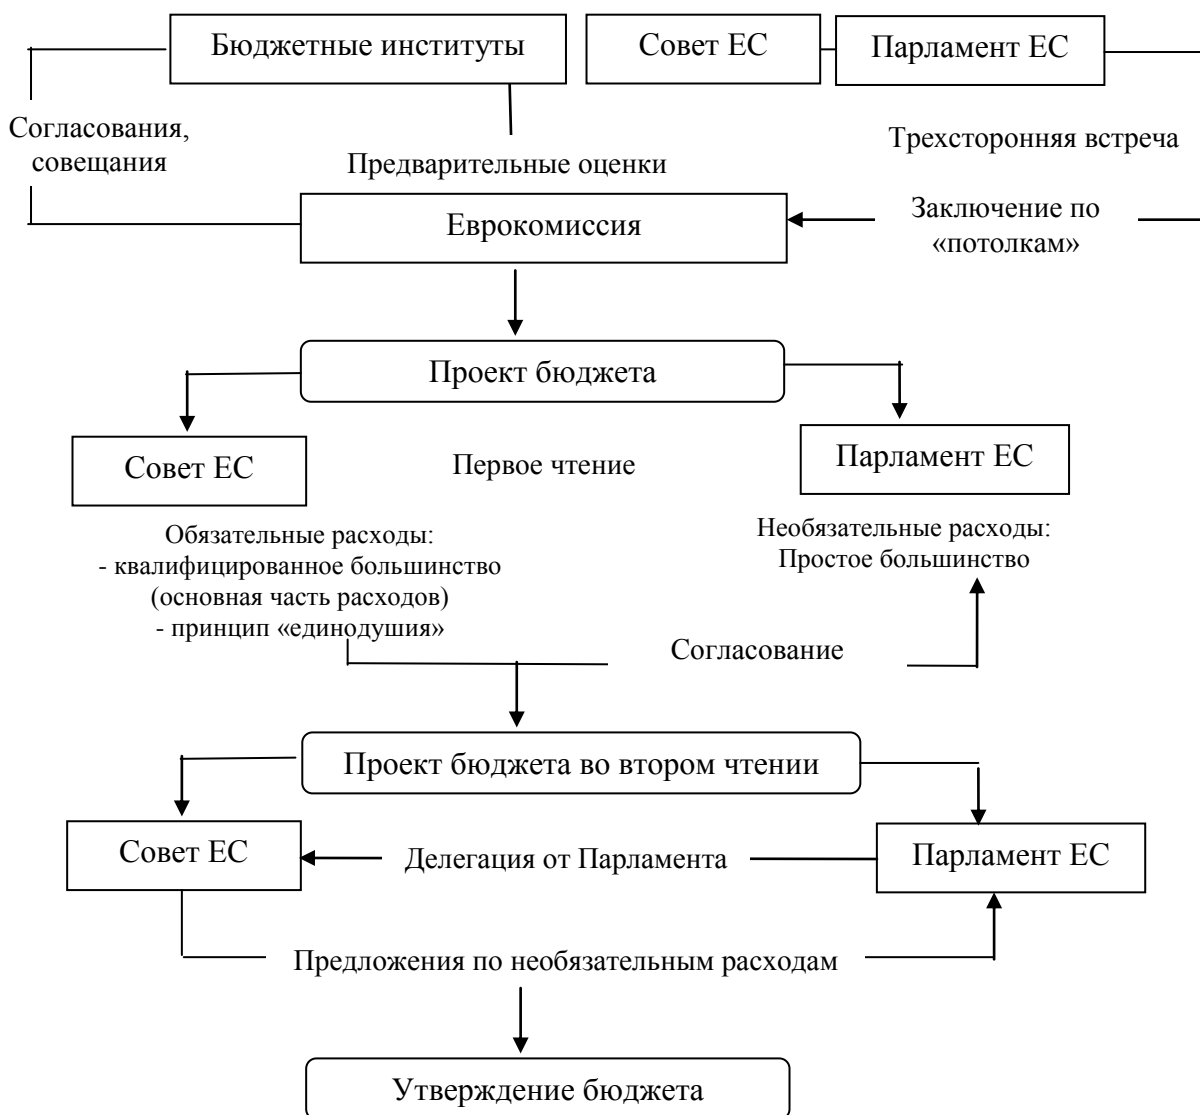 Бюджетные институты
Совет ЕС
Парламент ЕС
Согласования,
совещания
Предварительные оценки
Трехсторонняя встреча
Еврокомиссия
Заключение по
«потолкам»
Проект бюджета
Совет ЕС
Первое чтение
Парламент ЕС
Обязательные расходы:
- квалифицированное большинство
(основная часть расходов)
- принцип «единодушия»
Необязательные расходы:
Простое большинство
Согласование
Проект бюджета во втором чтении
Совет ЕС
Делегация от Парламента
Парламент ЕС
Предложения по необязательным расходам
Утверждение бюджета